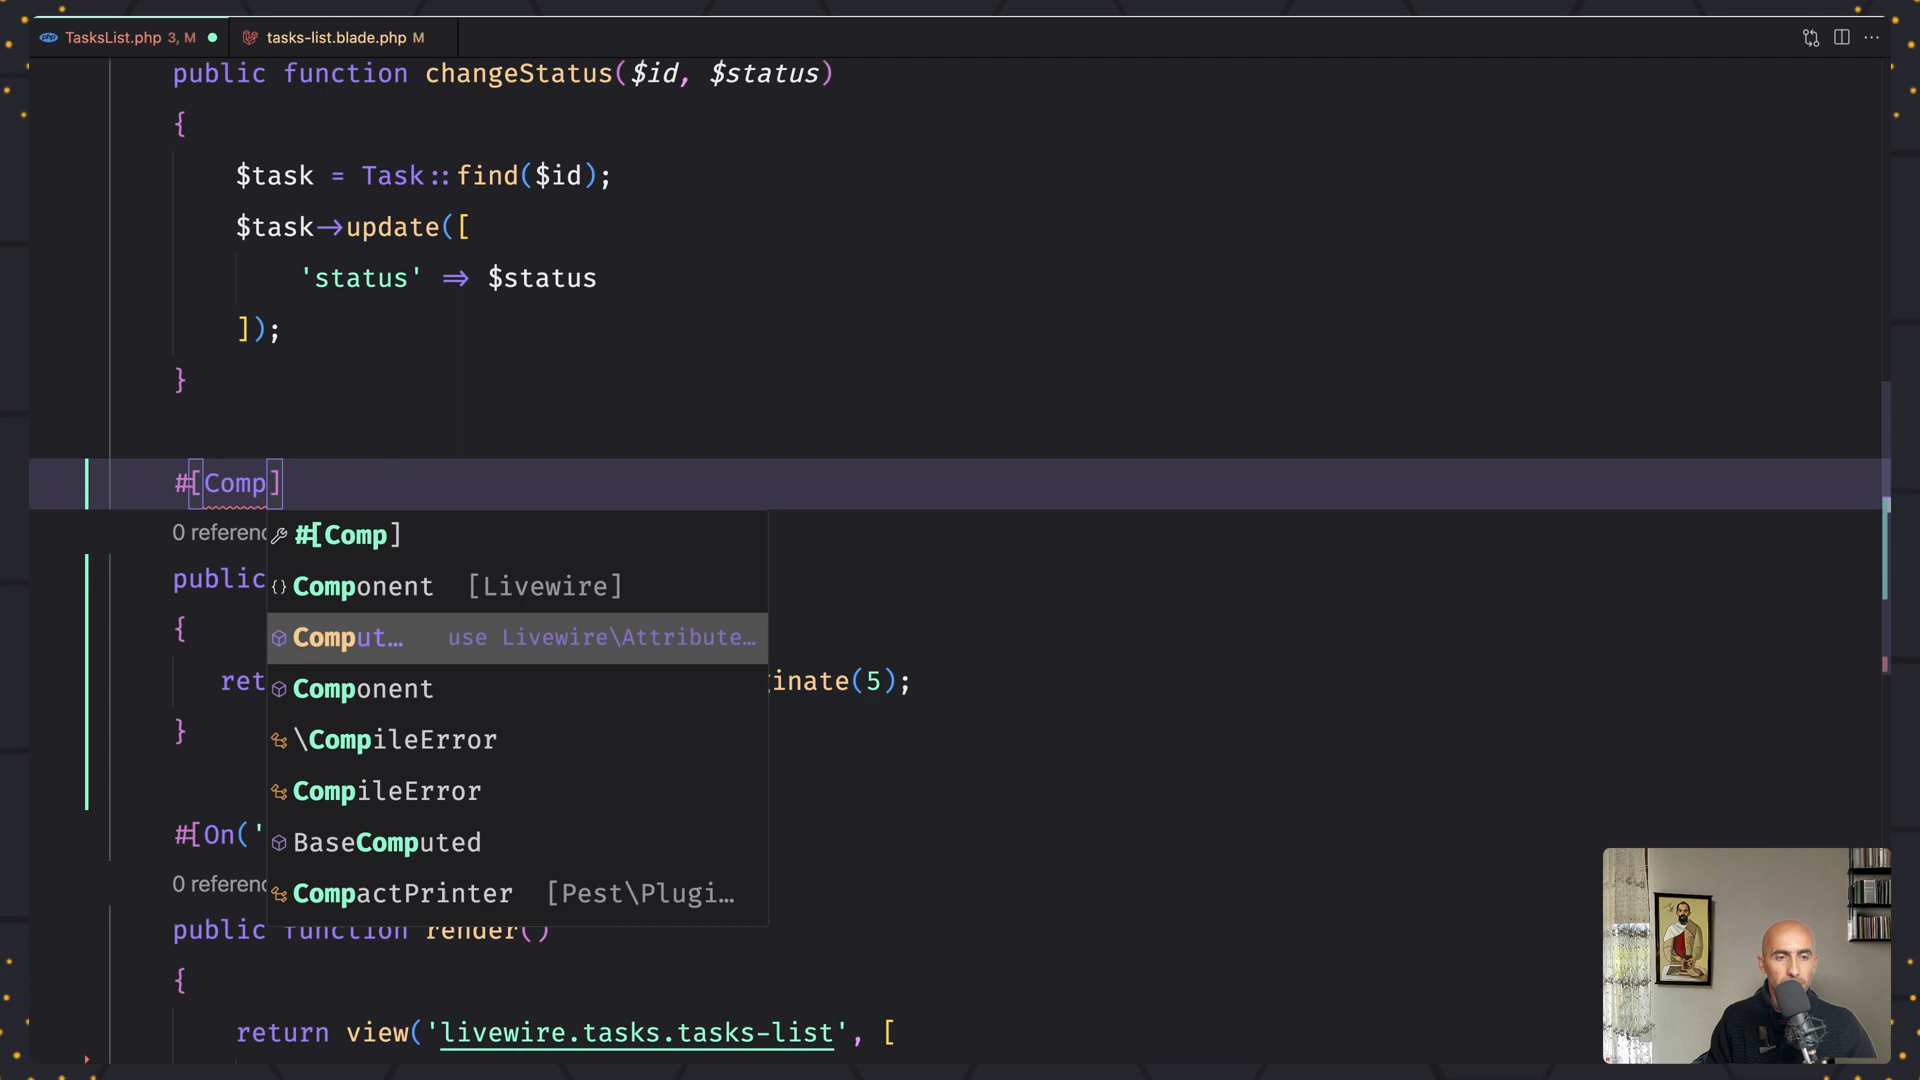 TasksList.php 3, M
tasks-list.blade.php M
public function changeStatus($id, $status)
{
$task = Task::find($id);
$task->update([
'status' => $status
]);
}
#[Comp]
0 referenc
#[Comp]
Component [Livewire]
public
{
Comput… use Livewire\Attribute…
ret
Component
inate(5);
}
\CompileError
CompileError
#[On('
BaseComputed
0 referenc
CompactPrinter [Pest\Plugi…
public function render()
{
return view('livewire.tasks.tasks-list', [